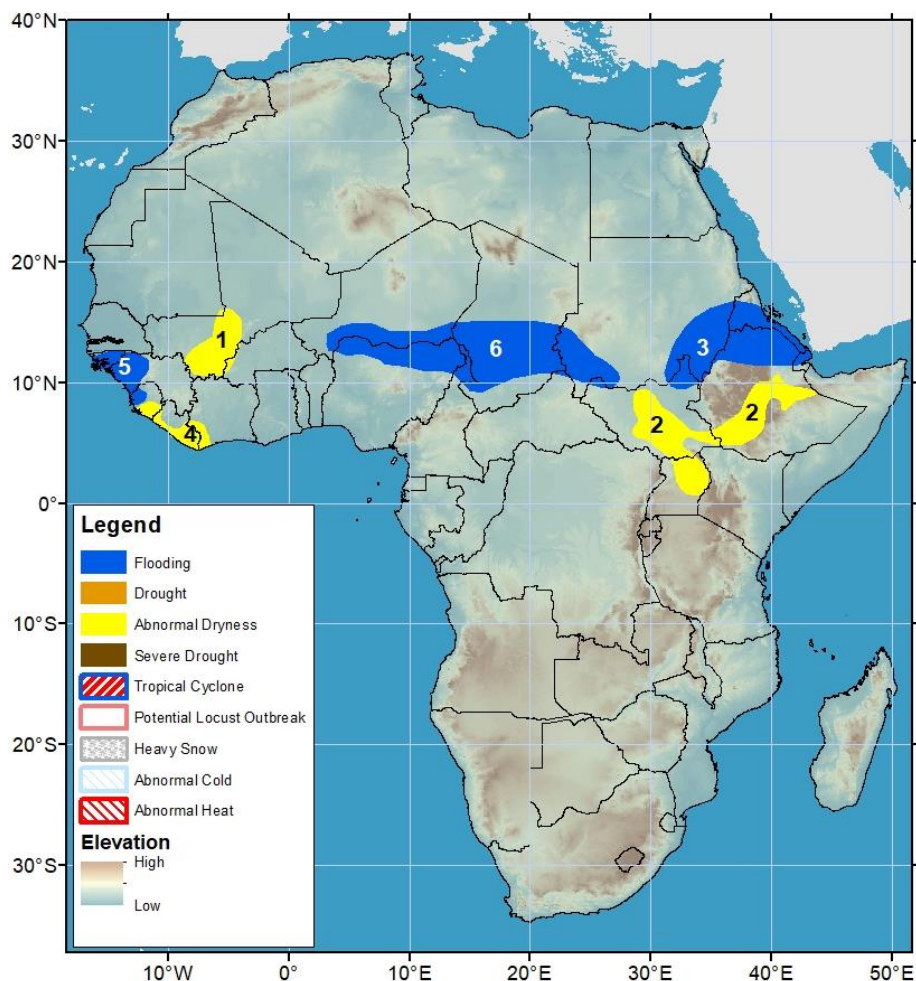 40°N
30°N
20°N
10°N
0°
10°S
20°S
30°S
1
6
3
5
2
2
4
Legend
Flooding
Drought
Abnormal Dryness
Severe Drought
Tropical Cyclone
Potential Locust Outbreak
Heavy Snow
Abnormal Cold
Abnormal Heat
Elevation
High
Low
10°W 0° 10°E 20°E 30°E 40°E 50°E